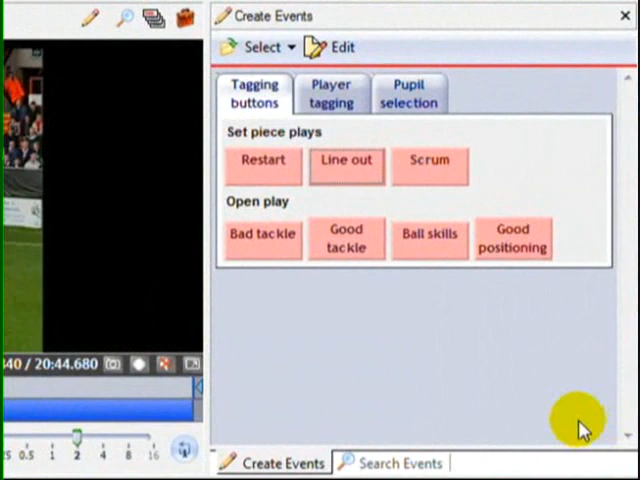 Create Events
Select Edit
Tagging buttons
Player tagging
Pupil selection
Set piece plays
Restart Line out Scrum
Open play
Bad tackle
Good tackle
Ball skills
Good positioning
340 / 20:44.680
0.5 1 2 4 8 16
Create Events Search Events